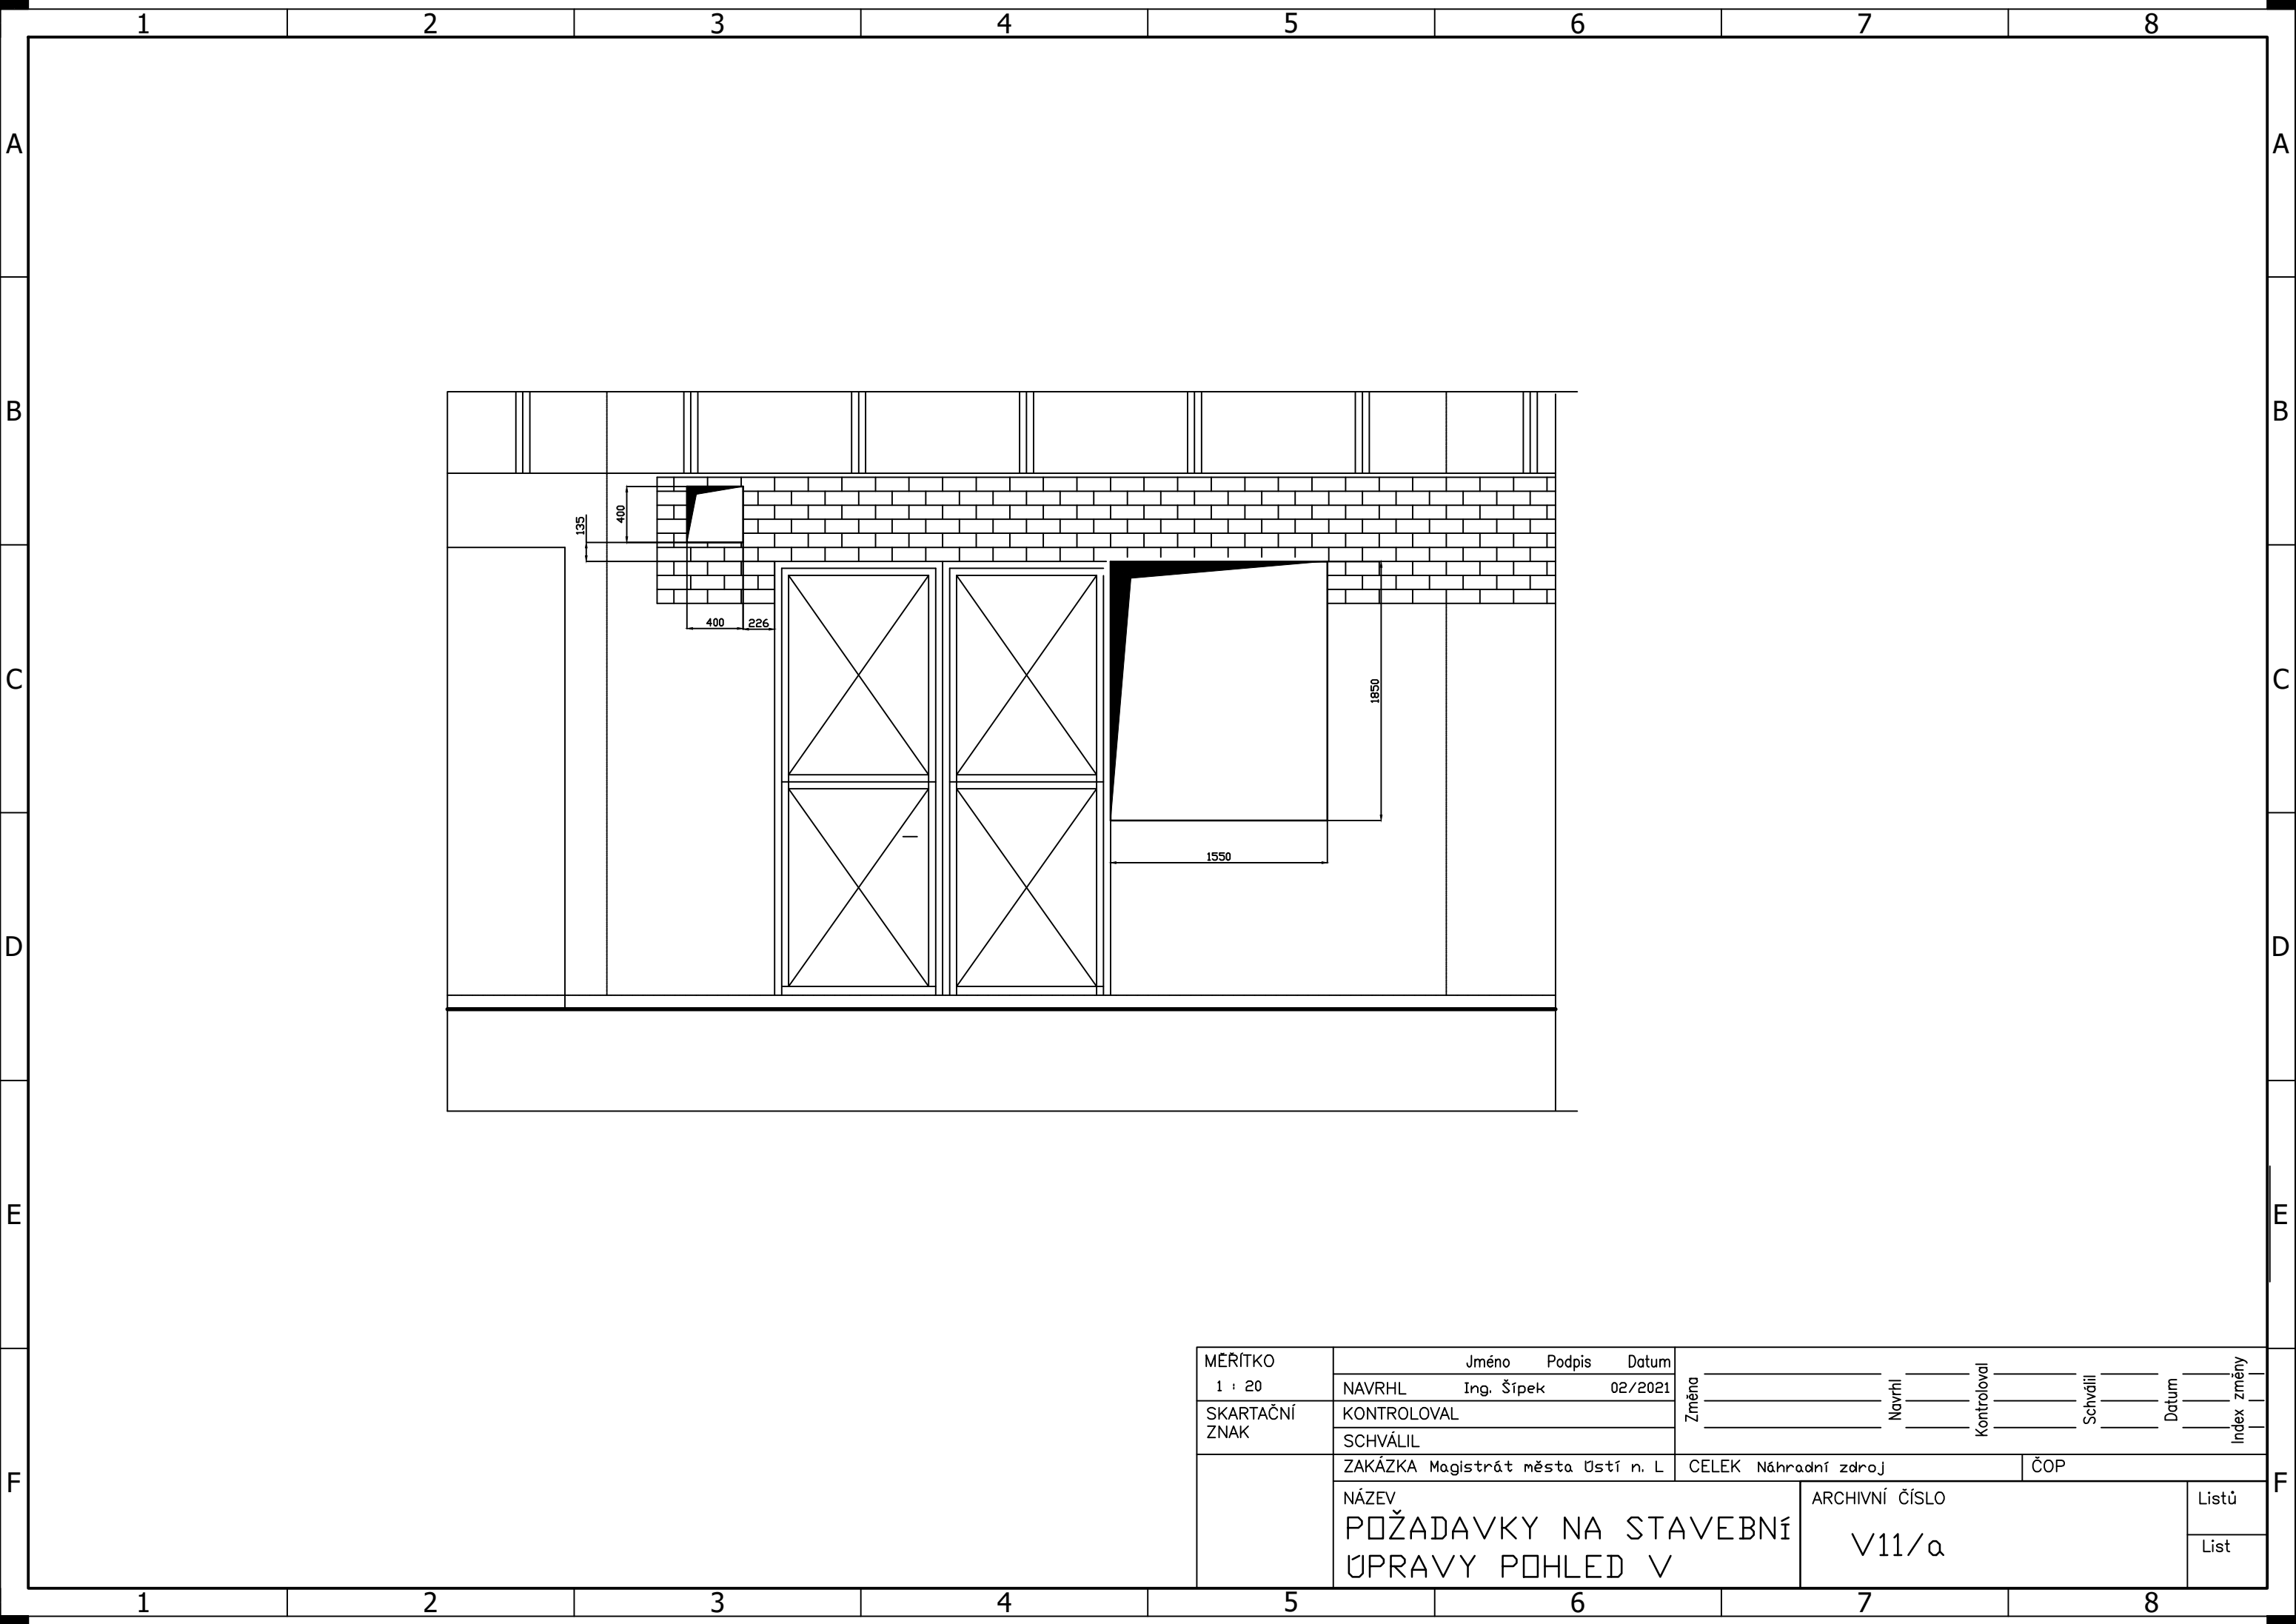 1 2 3 4 5 6 7 8
A A
B B
135
400
400 226
C C
1850
1550
D D
E E
MĚŘÍTKO
1 : 20
SKARTAČNÍ
ZNAK
Jméno Podpis Datum
NAVRHL Ing. Šípek 02/2021
KONTROLOVAL
SCHVÁLIL
Změna
Navrhl
Kontroloval
Schválil
Datum
Index změny
ZAKÁZKA Magistrát města Ústí n. L
CELEK Náhradní zdroj
ČOP
F F
NÁZEV
POŽADAVKY NA STAVEBNí
ÚPRAVY POHLED V
ARCHIVNÍ ČÍSLO
V11/a
Listů
List
1 2 3 4 5 6 7 8